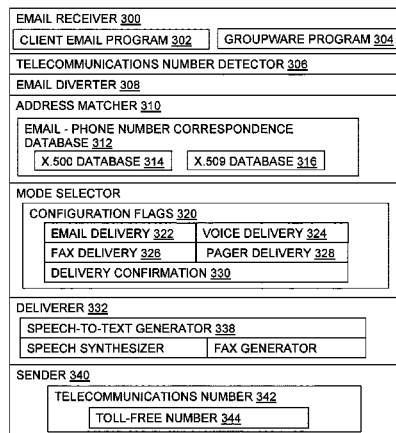 EMAIL RECEIVER 300
CLIENT EMAIL PROGRAM 302 GROUPWARE PROGRAM 304
TELECOMMUNICATIONS NUMBER DETECTOR 306
EMAIL DIVERTER 308
ADDRESS MATCHER 310
EMAIL - PHONE NUMBER CORRESPONDENCE
DATABASE 312
X.500 DATABASE 314 X.509 DATABASE 316
MODE SELECTOR
CONFIGURATION FLAGS 320
EMAIL DELIVERY 322 VOICE DELIVERY 324
FAX DELIVERY 326 PAGER DELIVERY 328
DELIVERY CONFIRMATION 330
DELIVERER 332
SPEECH-TO-TEXT GENERATOR 338
SPEECH SYNTHESIZER FAX GENERATOR
SENDER 340
TELECOMMUNICATIONS NUMBER 342
TOLL-FREE NUMBER 344